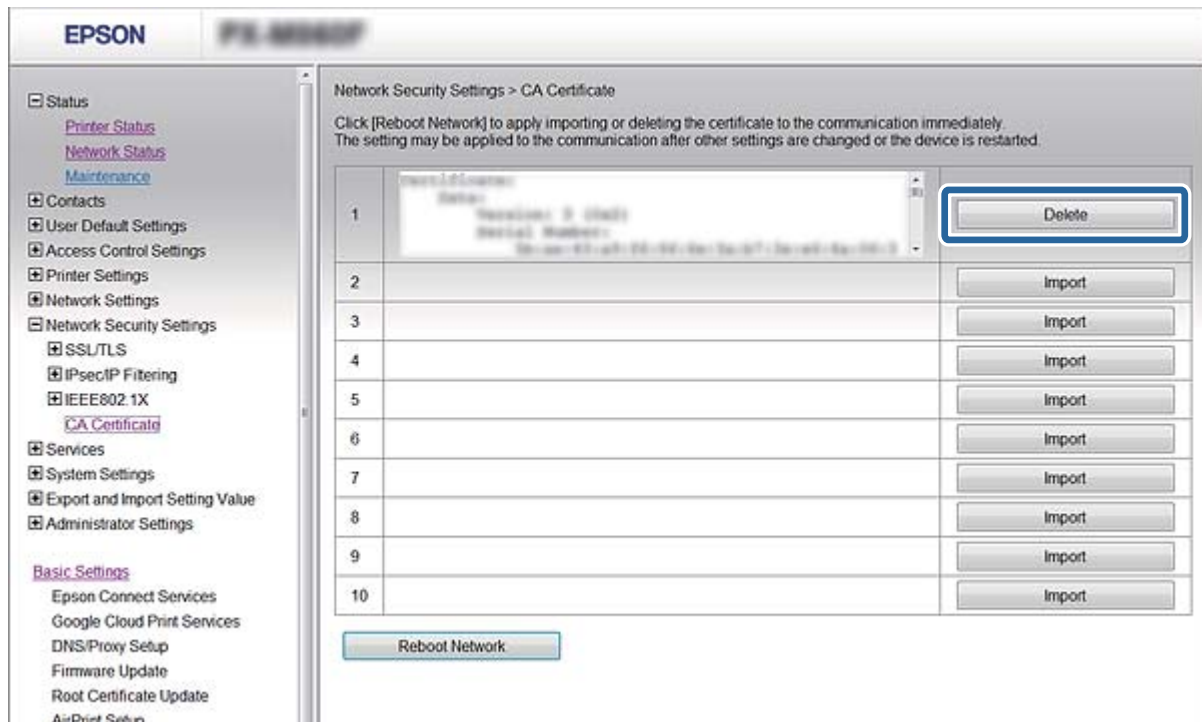 EPSON
Status
Printer Status
Network Status
Maintenance
Contacts
User Default Settings
Access Control Settings
Printer Settings
Network Settings
Network Security Settings
SSL/TLS
IPsec/IP Filtering
IEEE802.1X
CA Certificate
Services
System Settings
Export and Import Setting Value
Administrator Settings
Basic Settings
Epson Connect Services
Google Cloud Print Services
DNS/Proxy Setup
Firmware Update
Root Certificate Update
AirPrint Setup
Network Security Settings > CA Certificate
Click [Reboot Network] to apply importing or deleting the certificate to the communication immediately.
The setting may be applied to the communication after other settings are changed or the device is restarted.
1 Delete
2 Import
3 Import
4 Import
5 Import
6 Import
7 Import
8 Import
9 Import
10 Import
Reboot Network